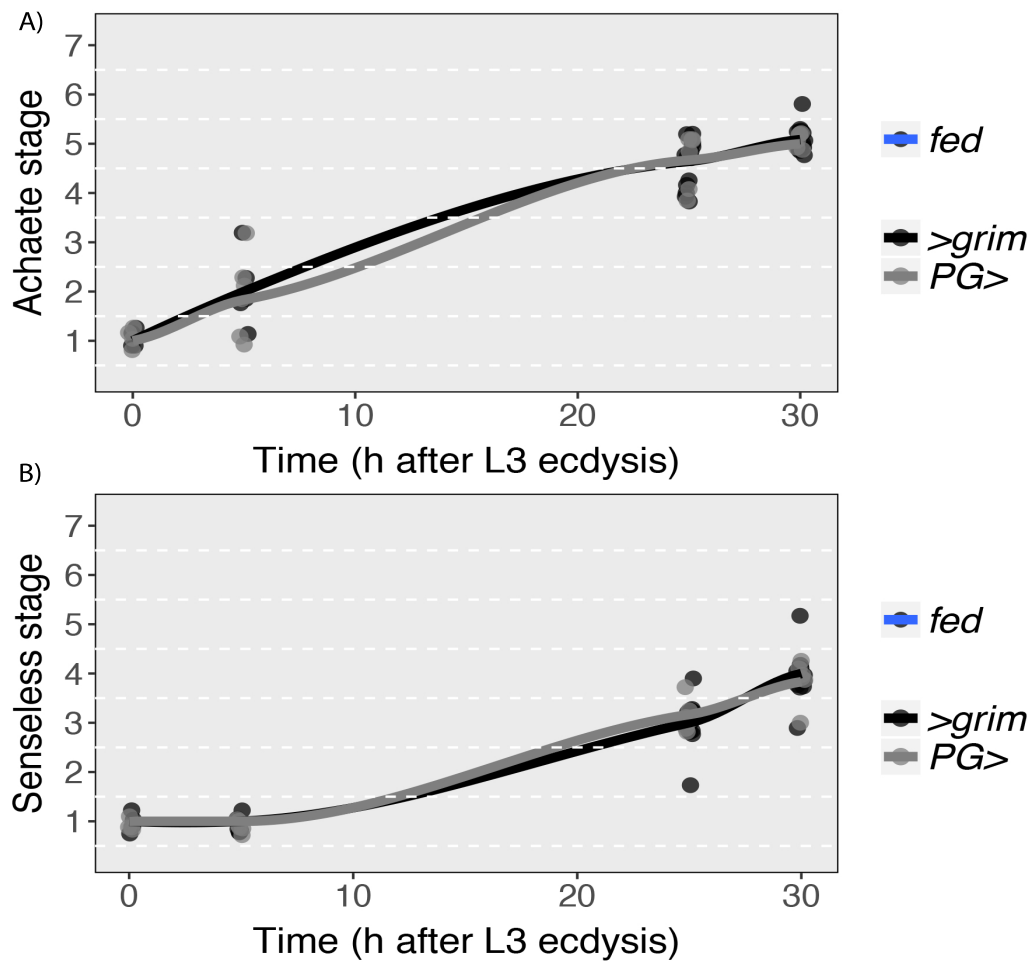 A)
Achaete stage
7
6
5
4
3
2
1
0 10 20 30
Time (h after L3 ecdysis)
fed
>grim
PG>
B)
Senseless stage
7
6
5
4
3
2
1
0 10 20 30
Time (h after L3 ecdysis)
fed
>grim
PG>